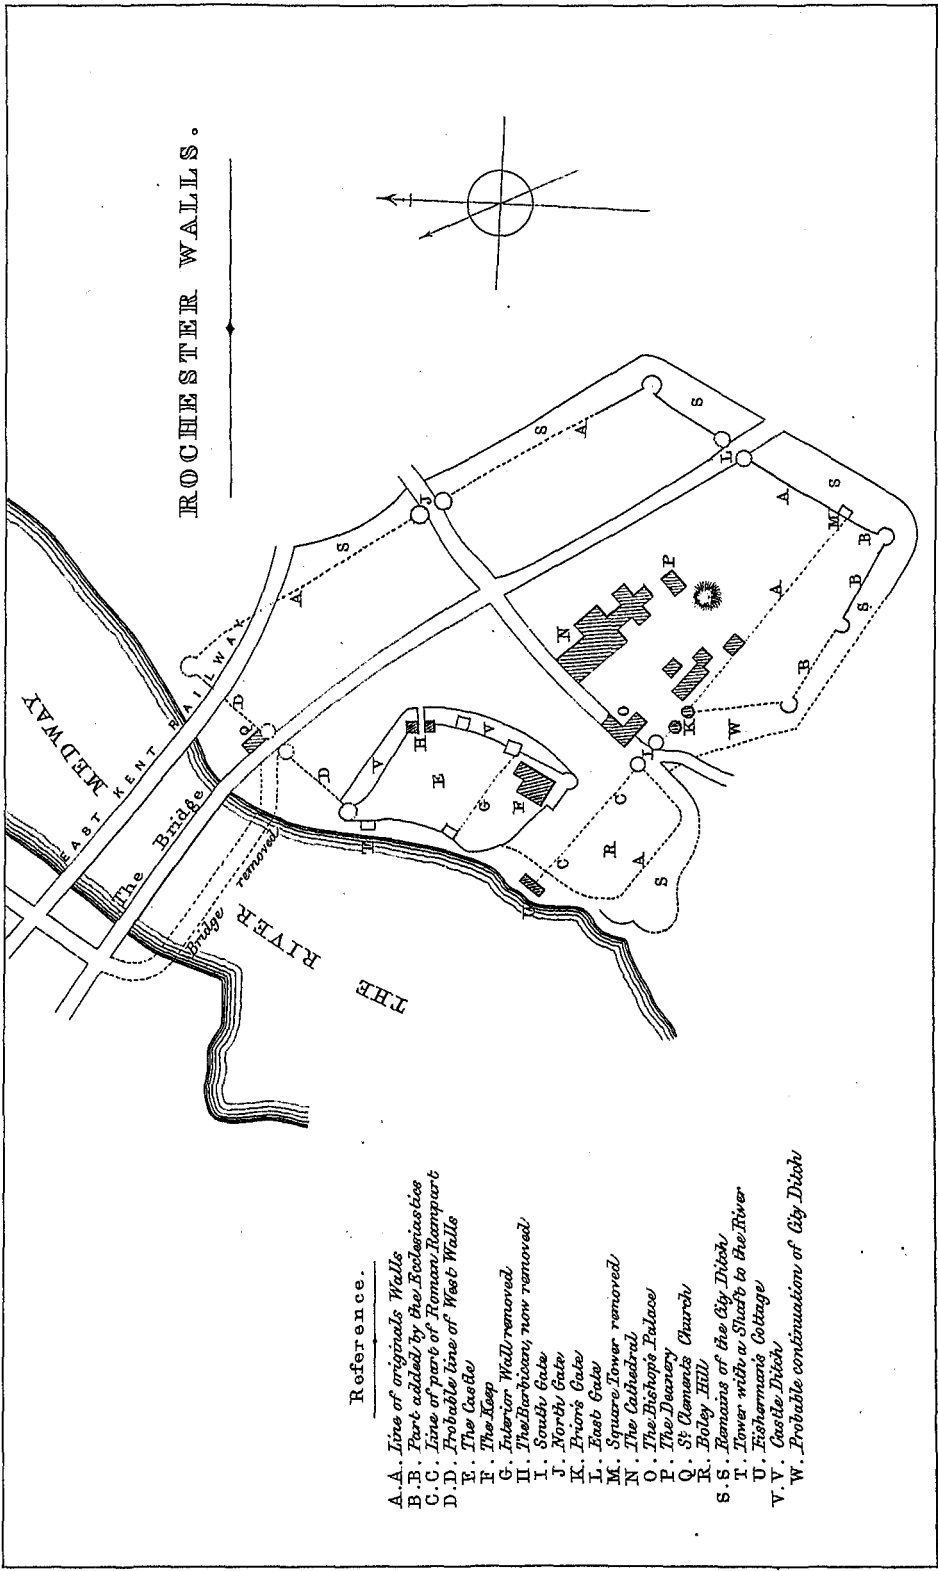 ROCHESTER WALLS.
MEDWAY
THE RIVER
EAST KENT RAILWAY
The Bridge
Bridge removed
A
S
J
S
A
S
L
A
S
M
B
B
S
B
A
P
N
O
K
I
W
D
Q
D
V
H
V
E
G
F
T
C
C
R
A
S
U
Reference.
A.A. Line of originals Walls
B.B. Part added by the Ecclesiastics
C.C. Line of part of Roman Rampart
D.D. Probable line of West Walls
E. The Castle
F. The Keep
G. Interior Wall removed
H. The Barbican, now removed
I. South Gate
J. North Gate
K. Prior's Gate
L. East Gate
M. Square Tower removed
N. The Cathedral
O. The Bishop's Palace
P. The Deanery
Q. St Clements Church
R. Boley Hill
S.S. Remains of the City Ditch
T. Tower with a Shaft to the River
U. Fisherman's Cottage
V.V. Castle Ditch
W. Probable continuation of City Ditch